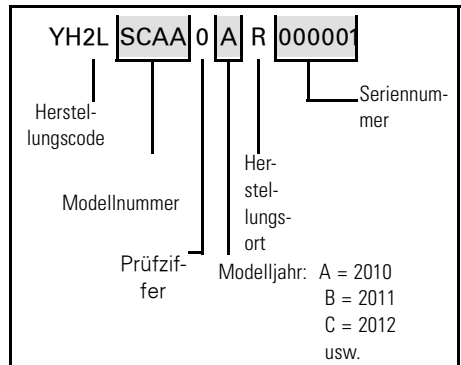 YH2L SCAA 0 A R 000001
Herstel-
lungscode
Seriennum-
mer
Modellnummer
Her-
stel-
lungs-
ort
Prüfzif-
fer
Modelljahr: A = 2010
B = 2011
C = 2012
usw.